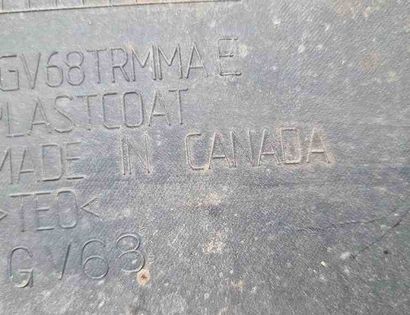 GV68TRMMA E
PLASTCOAT
MADE IN CANADA
>TEO<
GV68